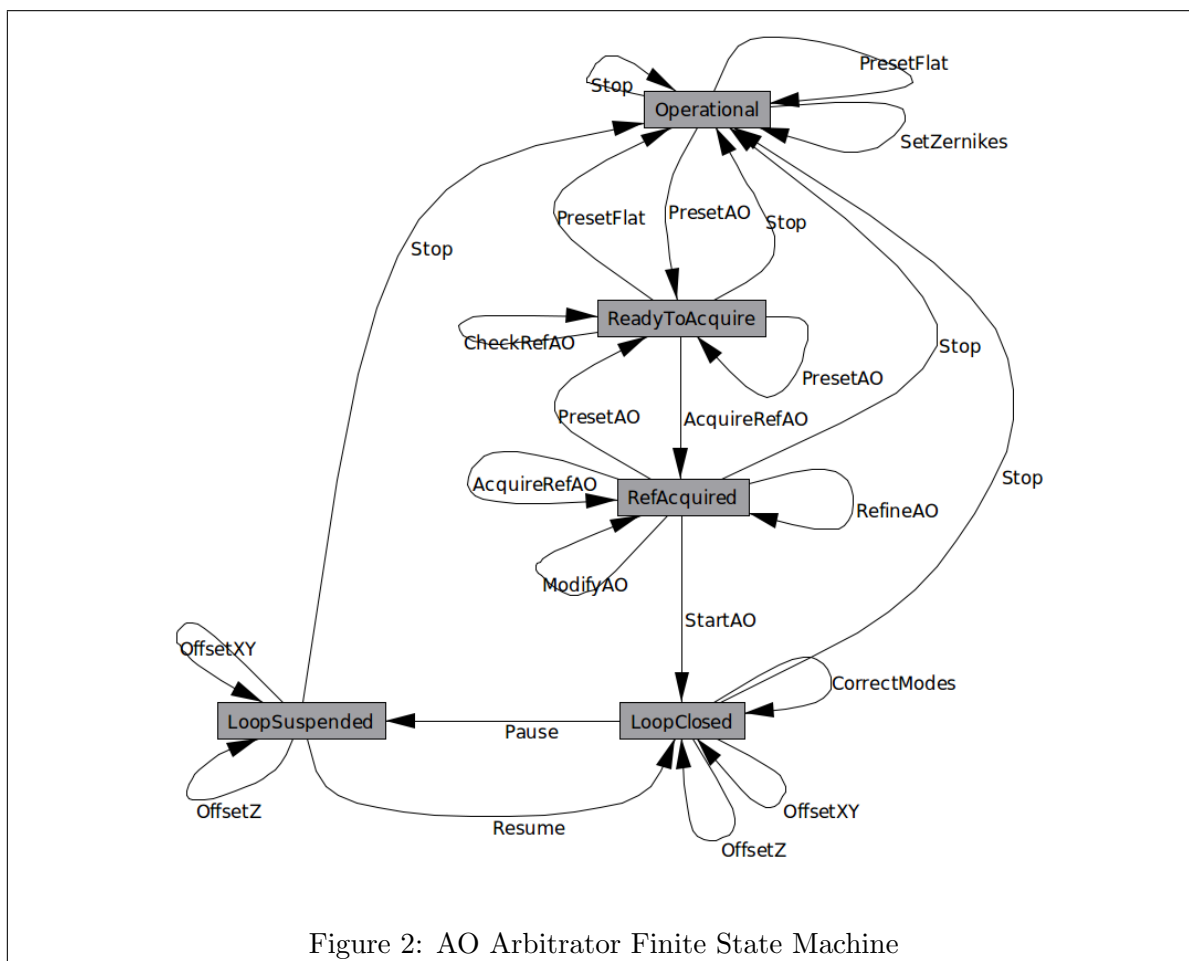 PresetFlat
Stop
Operational
SetZernikes
PresetFlat
PresetAO
Stop
Stop
ReadyToAcquire
CheckRefAO
Stop
PresetAO
PresetAO
AcquireRefAO
AcquireRefAO
RefAcquired
Stop
RefineAO
ModifyAO
StartAO
OffsetXY
CorrectModes
LoopSuspended
LoopClosed
Pause
OffsetZ
OffsetXY
Resume
OffsetZ
Figure 2: AO Arbitrator Finite State Machine